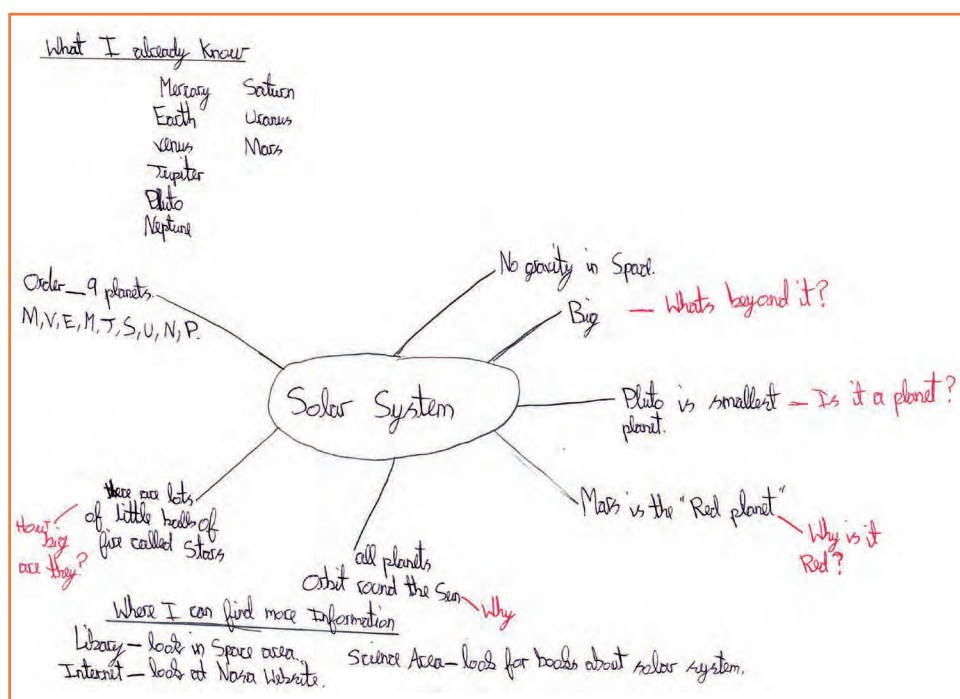 What I already know
Mercary Saturn
Earth Uranus
Venus Mars
Jupiter
Pluto
Neptune
Order_9 planets.
M,V,E,M,J,S,U,N,P.
No gravity in Space.
Big — Whats beyond it?
Solar System
Pluto is smallest — Is it a planet?
planet.
Mars is the "Red planet"
Why is it
Red?
there are lots
of little balls of
fire called Stars
How
big
are they?
all planets
Orbit round the Sun Why
Where I can find more Information
Libary — look in Space area.
Internet — look at Nasa Website.
Science Area — look for books about solar system.